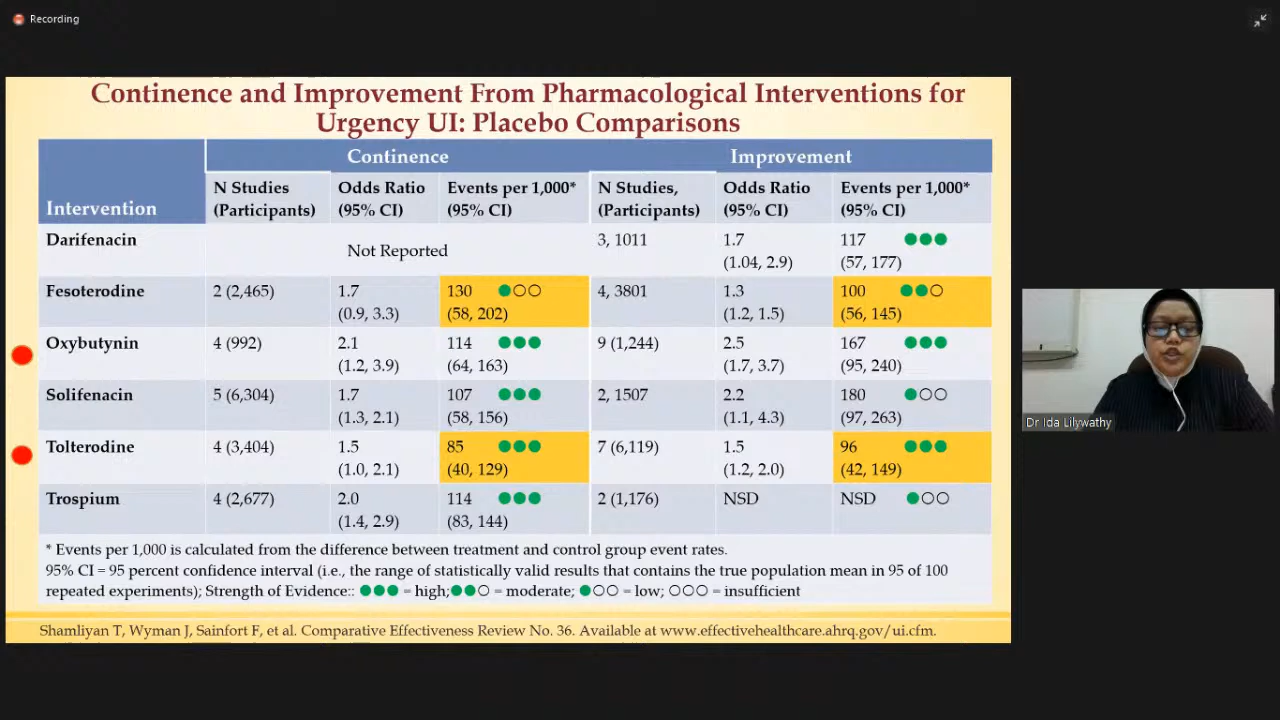 Recording
Continence and Improvement From Pharmacological Interventions for
Urgency UI: Placebo Comparisons
Intervention
Continence
Improvement
N Studies (Participants)
Odds Ratio (95% CI)
Events per 1,000* (95% CI)
N Studies, (Participants)
Odds Ratio (95% CI)
Events per 1,000* (95% CI)
Darifenacin Not Reported 3, 1011 1.7 (1.04, 2.9) 117 ●●● (57, 177)
Fesoterodine 2 (2,465) 1.7 (0.9, 3.3) 130 ●○○ (58, 202) 4, 3801 1.3 (1.2, 1.5) 100 ●●○ (56, 145)
Oxybutynin 4 (992) 2.1 (1.2, 3.9) 114 ●●● (64, 163) 9 (1,244) 2.5 (1.7, 3.7) 167 ●●● (95, 240)
Solifenacin 5 (6,304) 1.7 (1.3, 2.1) 107 ●●● (58, 156) 2, 1507 2.2 (1.1, 4.3) 180 ●○○ (97, 263)
Tolterodine 4 (3,404) 1.5 (1.0, 2.1) 85 ●●● (40, 129) 7 (6,119) 1.5 (1.2, 2.0) 96 ●●● (42, 149)
Trospium 4 (2,677) 2.0 (1.4, 2.9) 114 ●●● (83, 144) 2 (1,176) NSD NSD ●○○
* Events per 1,000 is calculated from the difference between treatment and control group event rates.
95% CI = 95 percent confidence interval (i.e., the range of statistically valid results that contains the true population mean in 95 of 100
repeated experiments); Strength of Evidence:: ●●● = high;●●○ = moderate; ●○○ = low; ○○○ = insufficient
Shamliyan T, Wyman J, Sainfort F, et al. Comparative Effectiveness Review No. 36. Available at www.effectivehealthcare.ahrq.gov/ui.cfm.
Dr Ida Lilywathy